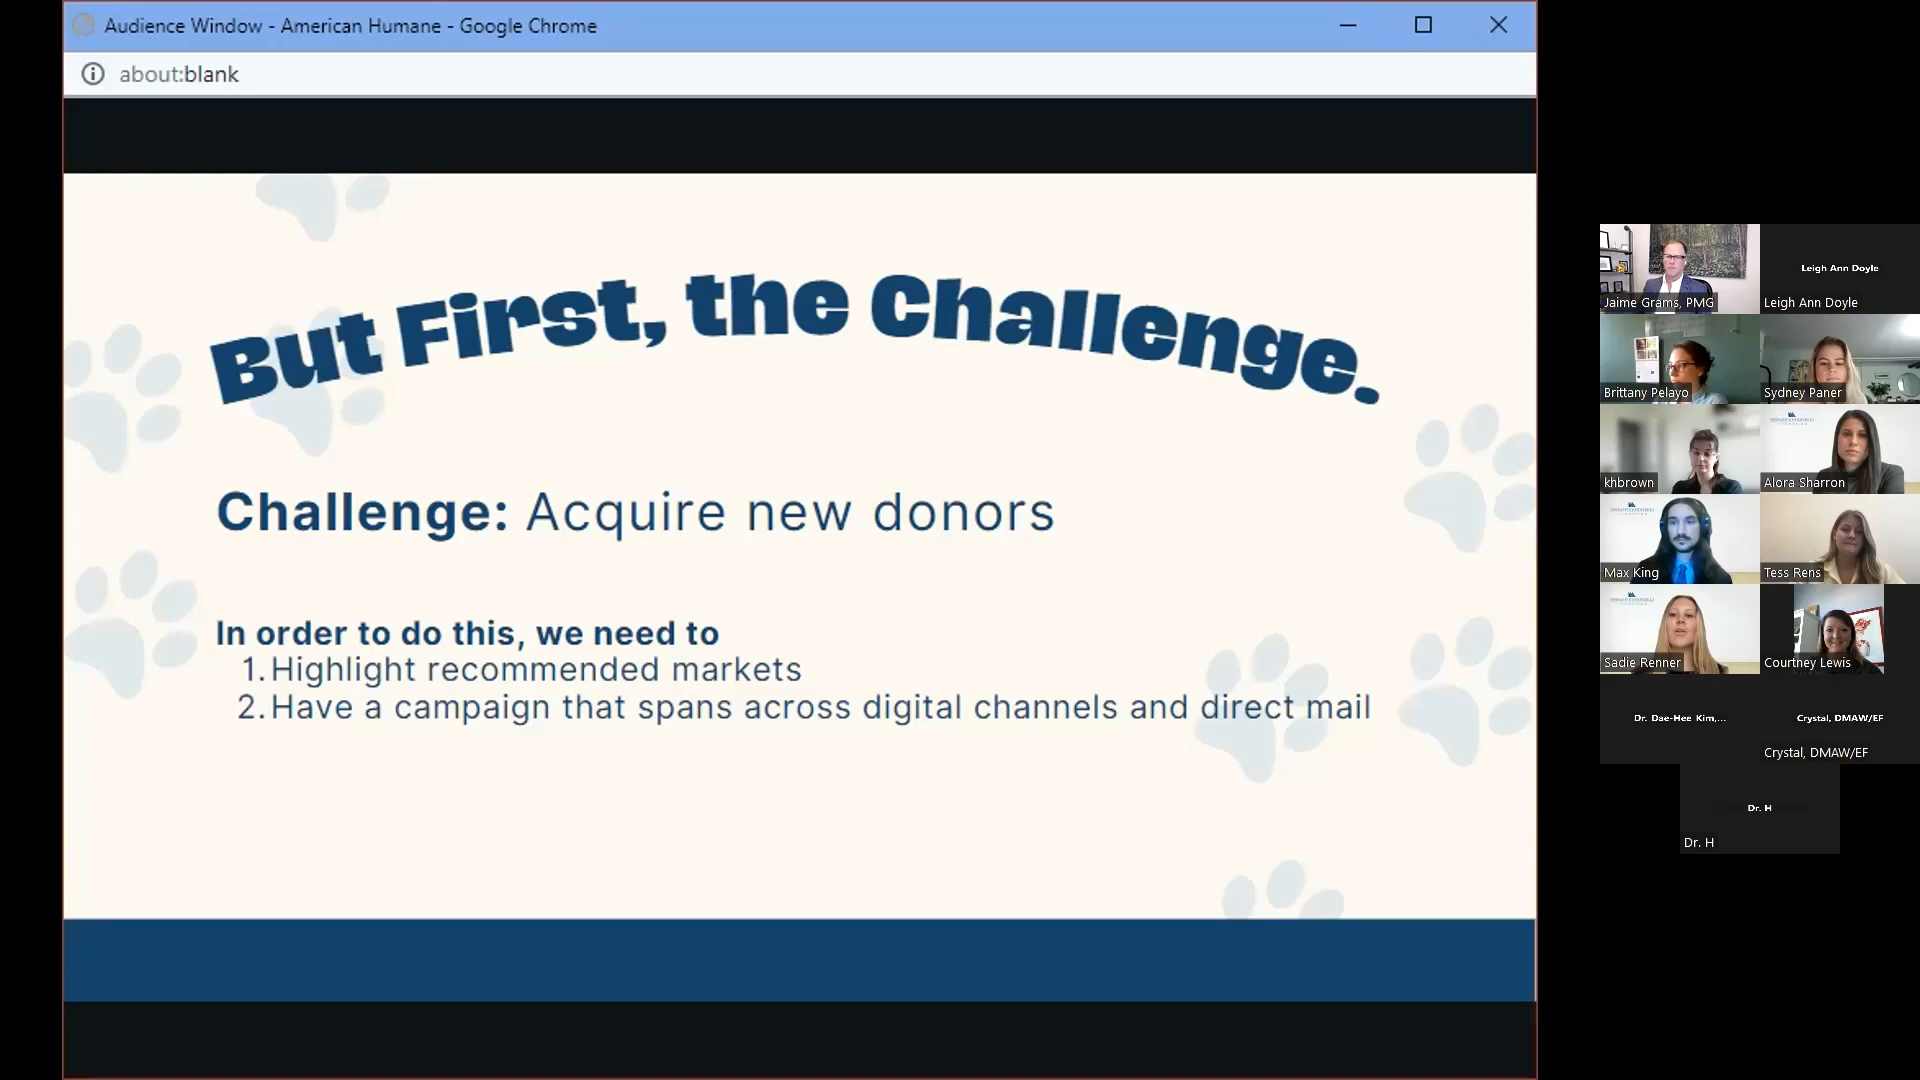 Audience Window - American Humane - Google Chrome
about:blank
But First, the Challenge.
Challenge: Acquire new donors
In order to do this, we need to
1. Highlight recommended markets
2. Have a campaign that spans across digital channels and direct mail
Jaime Grams, PMG
Leigh Ann Doyle
Leigh Ann Doyle
Brittany Pelayo
Sydney Paner
khbrown
Alora Sharron
Max King
Tess Rens
Sadie Renner
Courtney Lewis
Dr. Dae-Hee Kim,...
Crystal, DMAW/EF
Crystal, DMAW/EF
Dr. H
Dr. H